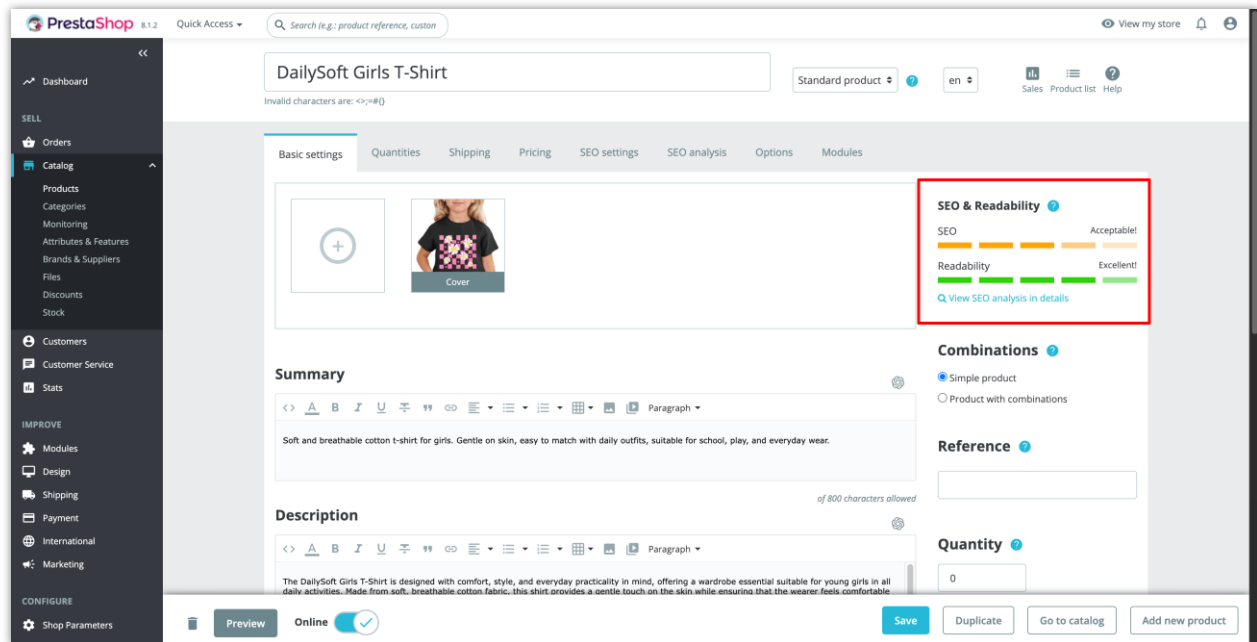 PrestaShop 8.1.2
Quick Access
Search (e.g.: product reference, custon
View my store
Dashboard
SELL
Orders
Catalog
Products
Categories
Monitoring
Attributes & Features
Brands & Suppliers
Files
Discounts
Stock
Customers
Customer Service
Stats
IMPROVE
Modules
Design
Shipping
Payment
International
Marketing
CONFIGURE
Shop Parameters
DailySoft Girls T-Shirt
Invalid characters are: <>;=#{}
Standard product
en
Sales
Product list
Help
Basic settings
Quantities
Shipping
Pricing
SEO settings
SEO analysis
Options
Modules
Cover
Summary
Paragraph
Soft and breathable cotton t-shirt for girls. Gentle on skin, easy to match with daily outfits, suitable for school, play, and everyday wear.
of 800 characters allowed
Description
Paragraph
The DailySoft Girls T-Shirt is designed with comfort, style, and everyday practicality in mind, offering a wardrobe essential suitable for young girls in all
daily activities. Made from soft, breathable cotton fabric, this shirt provides a gentle touch on the skin while ensuring that the wearer feels comfortable
SEO & Readability
SEO
Acceptable!
Readability
Excellent!
View SEO analysis in details
Combinations
Simple product
Product with combinations
Reference
Quantity
0
Preview
Online
Save
Duplicate
Go to catalog
Add new product